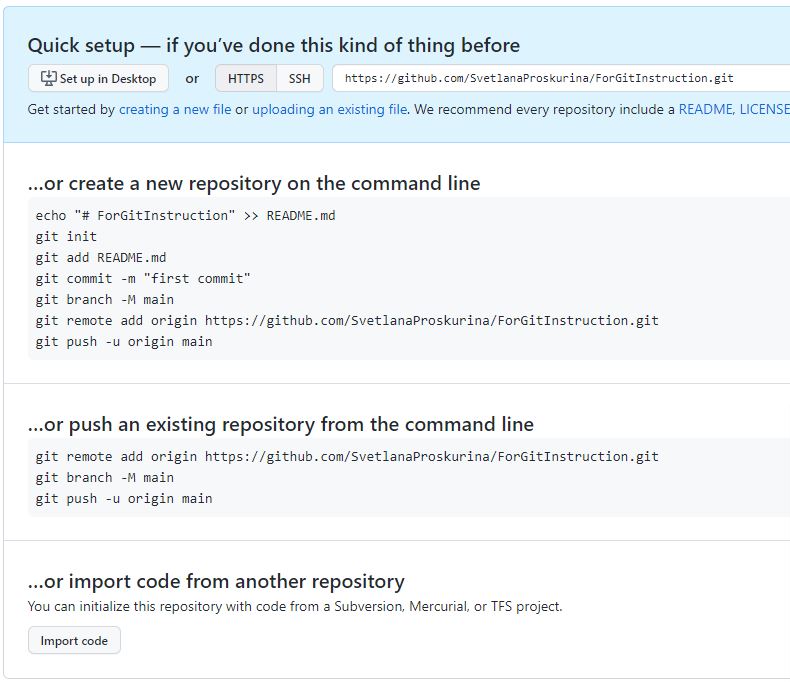 Quick setup — if you’ve done this kind of thing before
Set up in Desktop or HTTPS SSH https://github.com/SvetlanaProskurina/ForGitInstruction.git
Get started by creating a new file or uploading an existing file. We recommend every repository include a README, LICENSE
…or create a new repository on the command line
echo "# ForGitInstruction" >> README.md
git init
git add README.md
git commit -m "first commit"
git branch -M main
git remote add origin https://github.com/SvetlanaProskurina/ForGitInstruction.git
git push -u origin main
…or push an existing repository from the command line
git remote add origin https://github.com/SvetlanaProskurina/ForGitInstruction.git
git branch -M main
git push -u origin main
…or import code from another repository
You can initialize this repository with code from a Subversion, Mercurial, or TFS project.
Import code